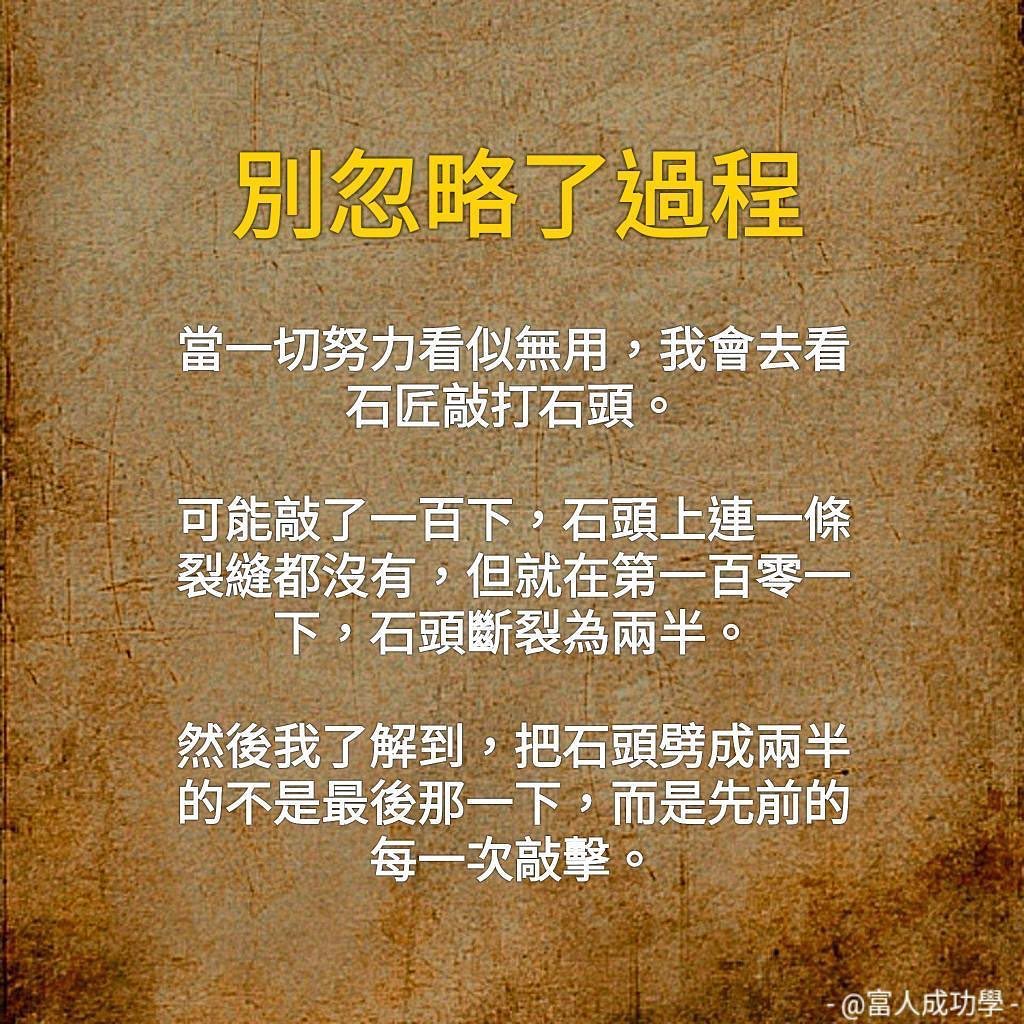 別忽略了過程
當一切努力看似無用，我會去看
石匠敲打石頭。
可能敲了一百下，石頭上連一條
裂縫都沒有，但就在第一百零一
下，石頭斷裂為兩半。
然後我了解到，把石頭劈成兩半
的不是最後那一下，而是先前的
每一次敲擊。
- @富人成功學 -